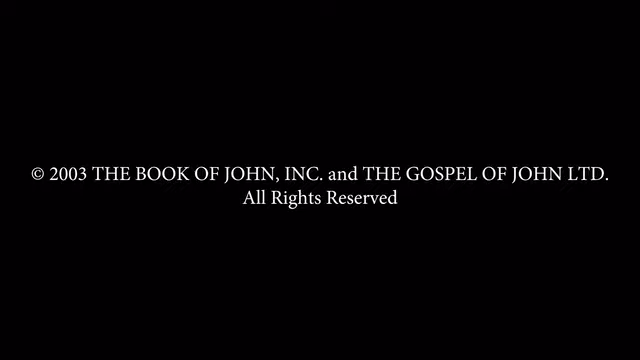 © 2003 THE BOOK OF JOHN, INC. and THE GOSPEL OF JOHN LTD.
All Rights Reserved